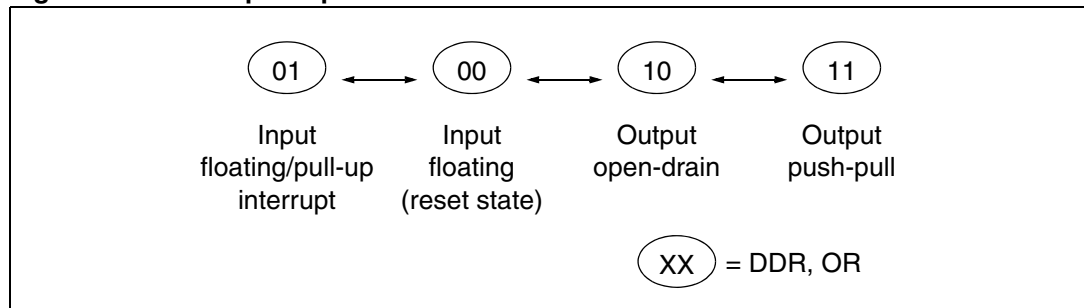 01
00
10
11
Input
floating/pull-up
interrupt
Input
floating
(reset state)
Output
open-drain
Output
push-pull
XX = DDR, OR